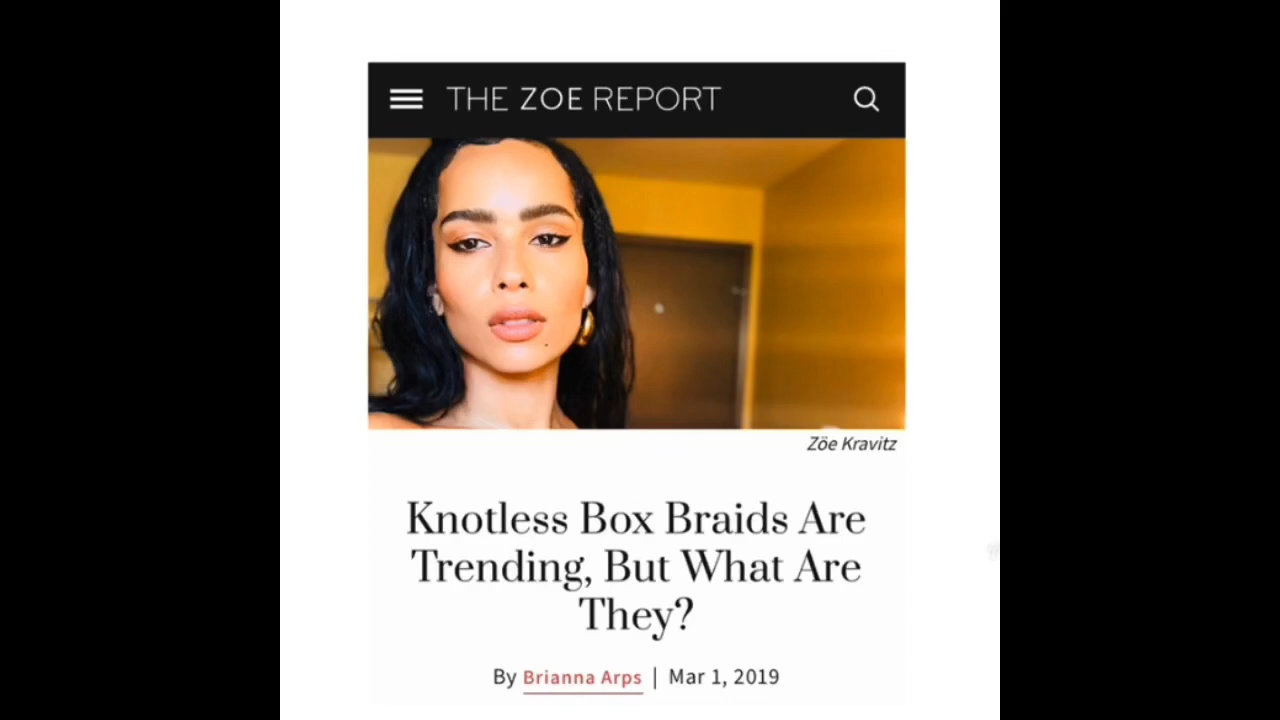 THE ZOE REPORT
Zöe Kravitz
Knotless Box Braids Are
Trending, But What Are
They?
By Brianna Arps | Mar 1, 2019